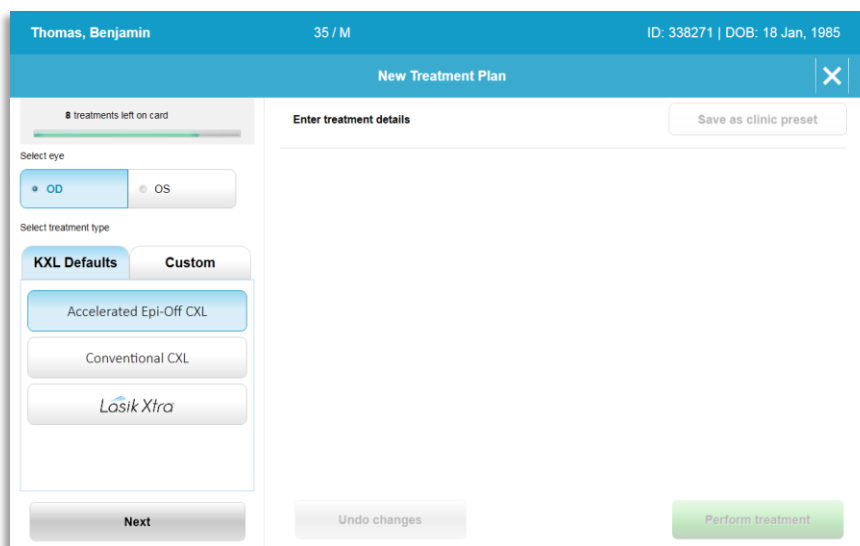 Thomas, Benjamin 35 / M ID: 338271 | DOB: 18 Jan, 1985
New Treatment Plan
8 treatments left on card
Enter treatment details
Save as clinic preset
Select eye
OD
OS
Select treatment type
KXL Defaults
Custom
Accelerated Epi-Off CXL
Conventional CXL
Lasik Xtra
Next
Undo changes
Perform treatment